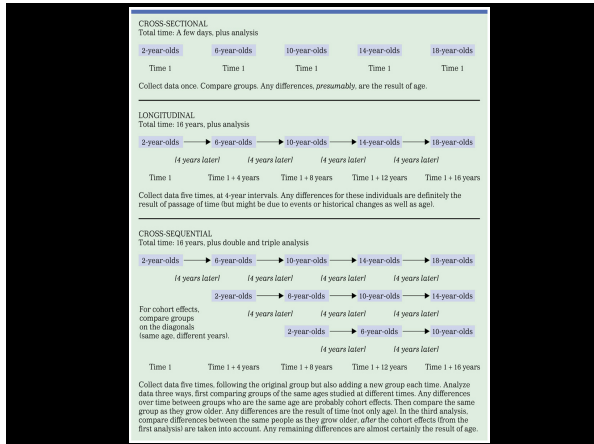 CROSS-SECTIONAL
Total time: A few days, plus analysis
2-year-olds 6-year-olds 10-year-olds 14-year-olds 18-year-olds
Time 1 Time 1 Time 1 Time 1 Time 1
Collect data once. Compare groups. Any differences, presumably, are the result of age.
LONGITUDINAL
Total time: 16 years, plus analysis
2-year-olds 6-year-olds 10-year-olds 14-year-olds 18-year-olds
[4 years later] [4 years later] [4 years later] [4 years later]
Time 1 Time 1 + 4 years Time 1 + 8 years Time 1 + 12 years Time 1 + 16 years
Collect data five times, at 4-year intervals. Any differences for these individuals are definitely the
result of passage of time (but might be due to events or historical changes as well as age).
CROSS-SEQUENTIAL
Total time: 16 years, plus double and triple analysis
2-year-olds 6-year-olds 10-year-olds 14-year-olds 18-year-olds
[4 years later] [4 years later] [4 years later] [4 years later]
2-year-olds 6-year-olds 10-year-olds 14-year-olds
For cohort effects,
compare groups
on the diagonals
(same age, different years).
[4 years later] [4 years later] [4 years later]
2-year-olds 6-year-olds 10-year-olds
[4 years later] [4 years later]
Time 1 Time 1 + 4 years Time 1 + 8 years Time 1 + 12 years Time 1 + 16 years
Collect data five times, following the original group but also adding a new group each time. Analyze
data three ways, first comparing groups of the same ages studied at different times. Any differences
over time between groups who are the same age are probably cohort effects. Then compare the same
group as they grow older. Any differences are the result of time (not only age). In the third analysis,
compare differences between the same people as they grow older, after the cohort effects (from the
first analysis) are taken into account. Any remaining differences are almost certainly the result of age.